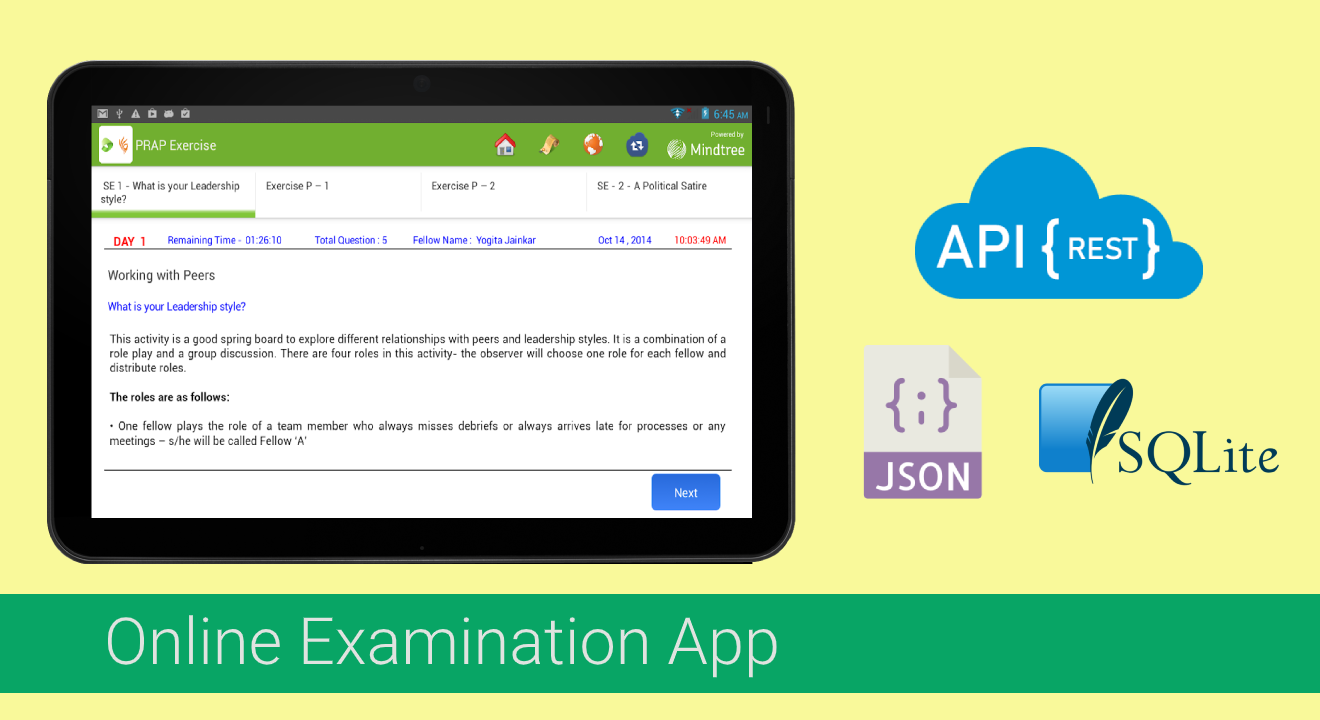 6:45 AM
PRAP Exercise
Powered by
Mindtree
SE 1 - What is your Leadership
style?
Exercise P – 1
Exercise P – 2
SE - 2 - A Political Satire
DAY 1
Remaining Time - 01:26:10
Total Question : 5
Fellow Name : Yogita Jainkar
Oct 14 , 2014
10:03:49 AM
Working with Peers
What is your Leadership style?
This activity is a good spring board to explore different relationships with peers and leadership styles. It is a combination of a
role play and a group discussion. There are four roles in this activity- the observer will choose one role for each fellow and
distribute roles.
The roles are as follows:
• One fellow plays the role of a team member who always misses debriefs or always arrives late for processes or any
meetings – s/he will be called Fellow ‘A’
Next
API {REST}
{;}
JSON
SQLite
Online Examination App